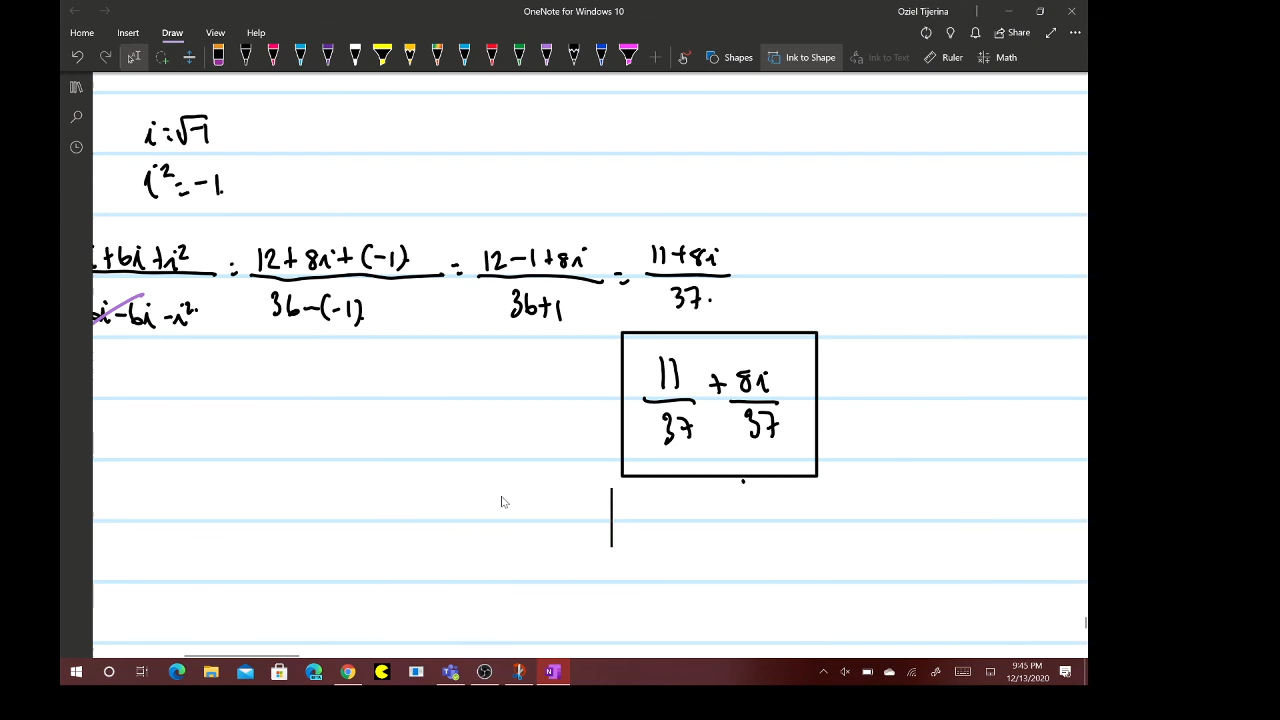 OneNote for Windows 10
Oziel Tijerina
Home Insert Draw View Help
Share
Shapes Ink to Shape Ink to Text Ruler Math
i = √-1
i² = -1.
+ 6i + i² = 12 + 8i + (-1) = 12 - 1 + 8i = 11 + 8i
- 6i - i² 36 - (-1) 36 + 1 37.
11 + 8i
37 37
9:45 PM
12/13/2020